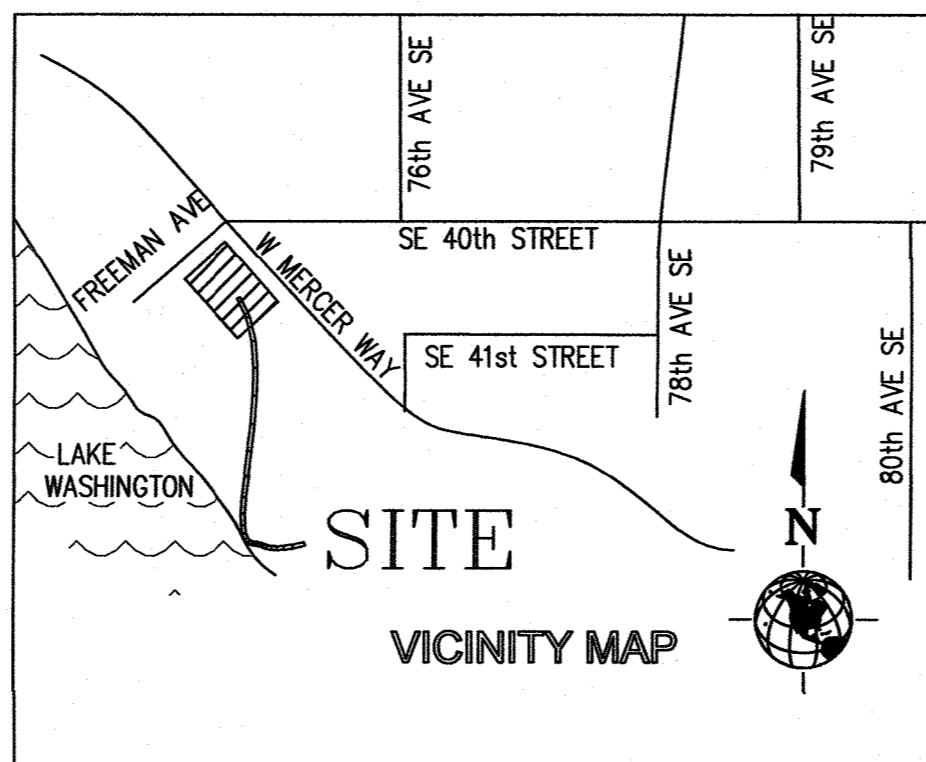 76th AVE SE
79th AVE SE
FREEMAN AVE
W MERCER WAY
SE 40th STREET
78th AVE SE
SE 41st STREET
80th AVE SE
LAKE
WASHINGTON
SITE
N
VICINITY MAP